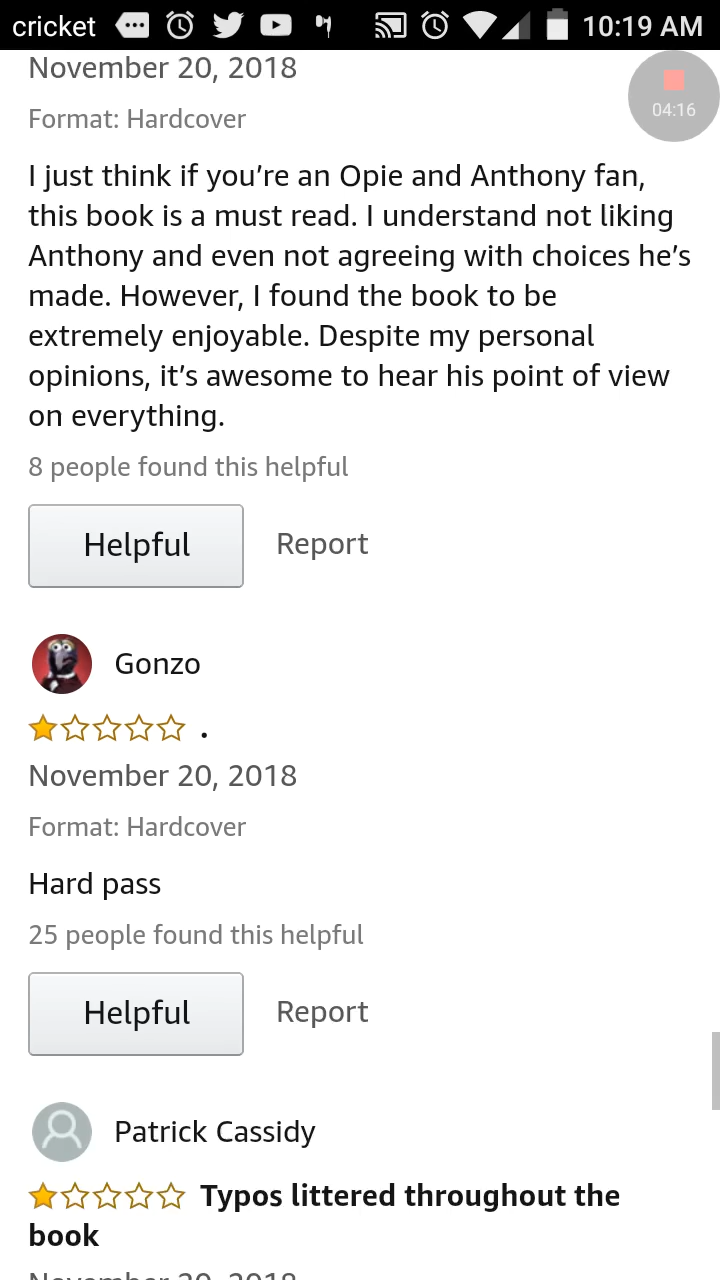 cricket 10:19 AM
November 20, 2018
04:16
Format: Hardcover
I just think if you’re an Opie and Anthony fan,
this book is a must read. I understand not liking
Anthony and even not agreeing with choices he’s
made. However, I found the book to be
extremely enjoyable. Despite my personal
opinions, it’s awesome to hear his point of view
on everything.
8 people found this helpful
Helpful Report
Gonzo
.
November 20, 2018
Format: Hardcover
Hard pass
25 people found this helpful
Helpful Report
Patrick Cassidy
Typos littered throughout the
book
November 20, 2018